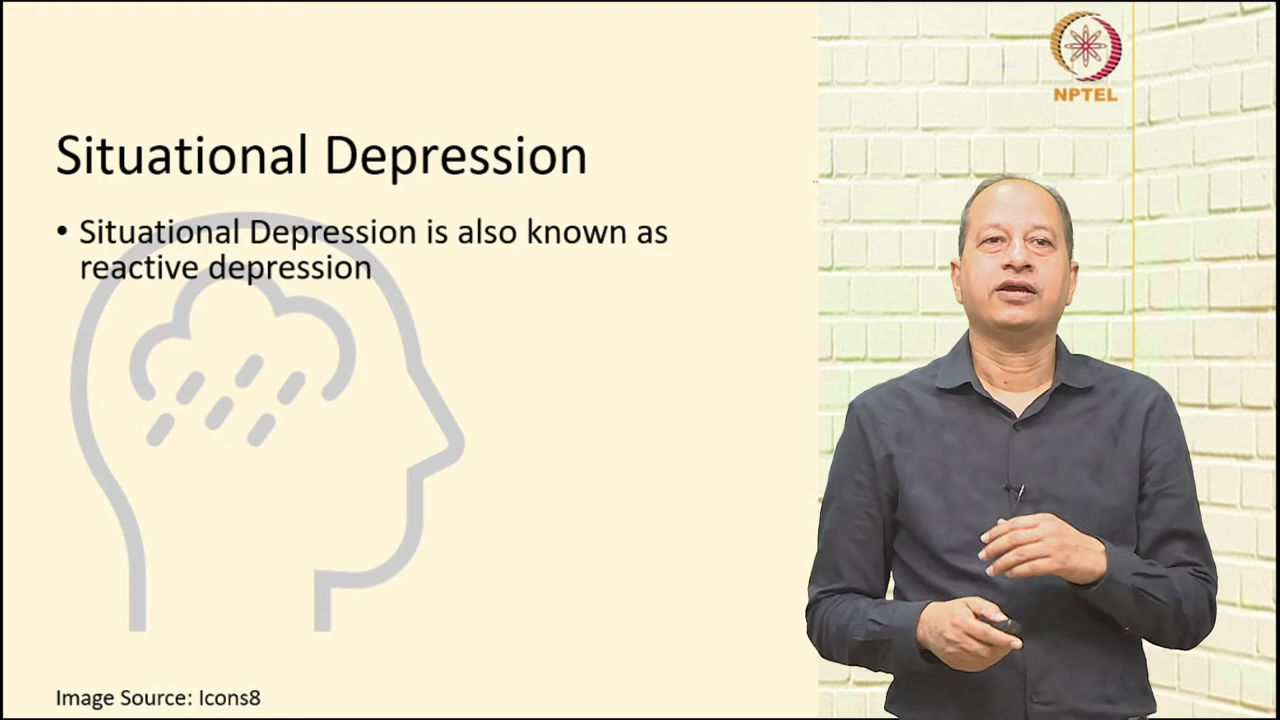 Situational Depression
• Situational Depression is also known as
reactive depression
Image Source: Icons8
NPTEL